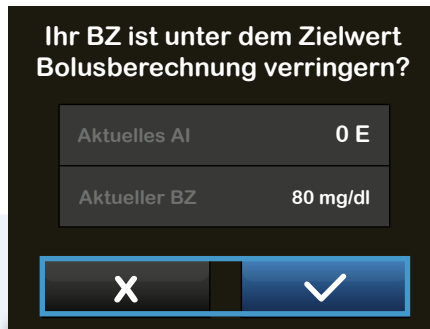 Ihr BZ ist unter dem Zielwert
Bolusberechnung verringern?
Aktuelles AI 0 E
Aktueller BZ 80 mg/dl
X